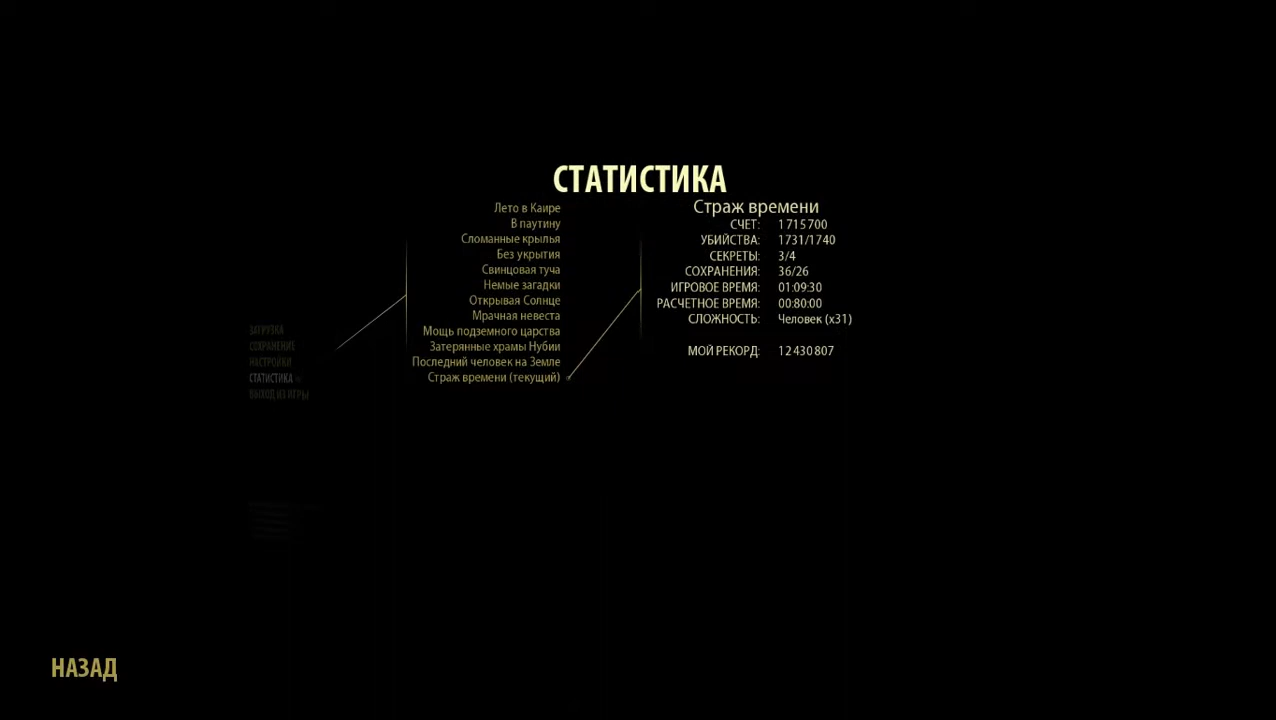 СТАТИСТИКА
Лето в Каире
В паутину
Сломанные крылья
Без укрытия
Свинцовая туча
Немые загадки
Открывая Солнце
Мрачная невеста
Мощь подземного царства
Затерянные храмы Нубии
Последний человек на Земле
Страж времени (текущий)
Страж времени
СЧЕТ: 1 715 700
УБИЙСТВА: 1731/1740
СЕКРЕТЫ: 3/4
СОХРАНЕНИЯ: 36/26
ИГРОВОЕ ВРЕМЯ: 01:09:30
РАСЧЕТНОЕ ВРЕМЯ: 00:80:00
СЛОЖНОСТЬ: Человек (x31)
МОЙ РЕКОРД: 12 430 807
ЗАГРУЗКА
СОХРАНЕНИЕ
НАСТРОЙКИ
СТАТИСТИКА
ВЫХОД ИЗ ИГРЫ
НАЗАД